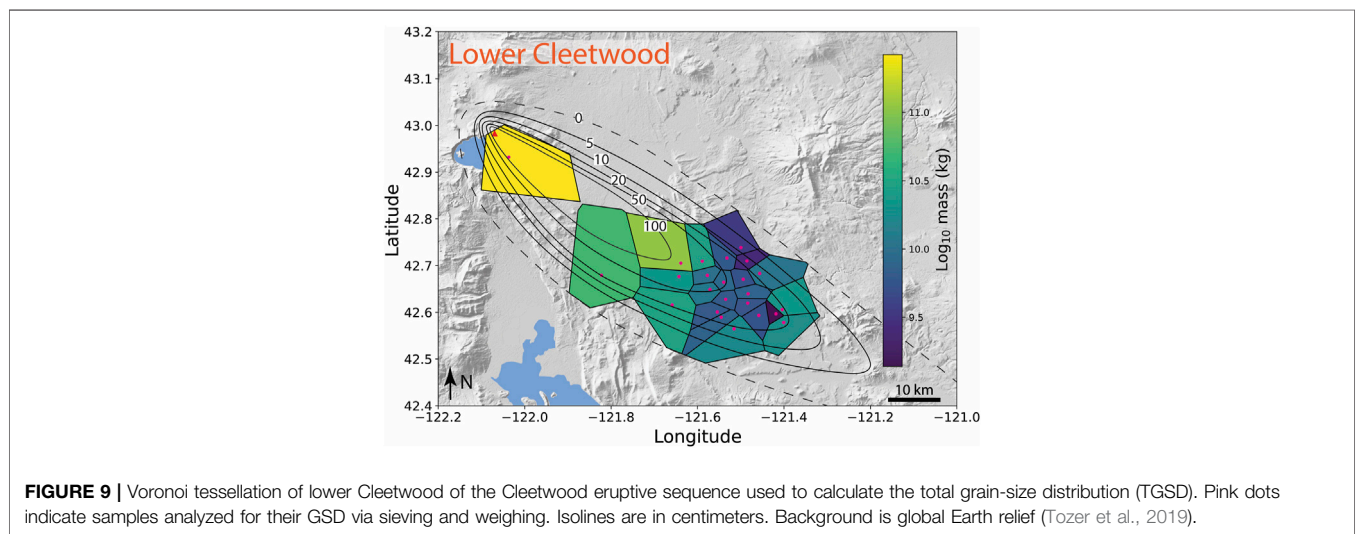 Lower Cleetwood
43.2
43.1
43.0
42.9
42.8
42.7
42.6
42.5
42.4
Latitude
0
5
10
20
50
100
N
10 km
−122.2 −122.0 −121.8 −121.6 −121.4 −121.2 −121.0
Longitude
11.0
10.5
10.0
9.5
Log10 mass (kg)
FIGURE 9 | Voronoi tessellation of lower Cleetwood of the Cleetwood eruptive sequence used to calculate the total grain-size distribution (TGSD). Pink dots
indicate samples analyzed for their GSD via sieving and weighing. Isolines are in centimeters. Background is global Earth relief (Tozer et al., 2019).